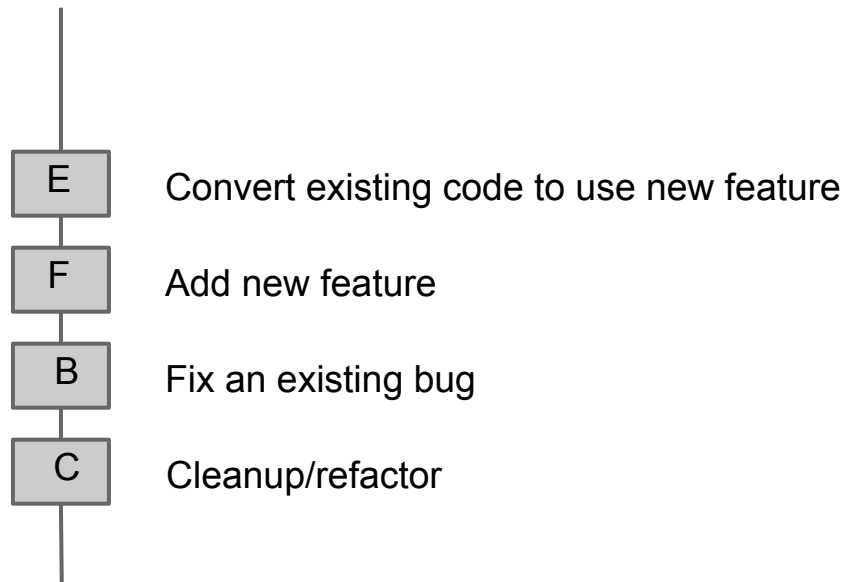 E
Convert existing code to use new feature
F
Add new feature
B
Fix an existing bug
C
Cleanup/refactor